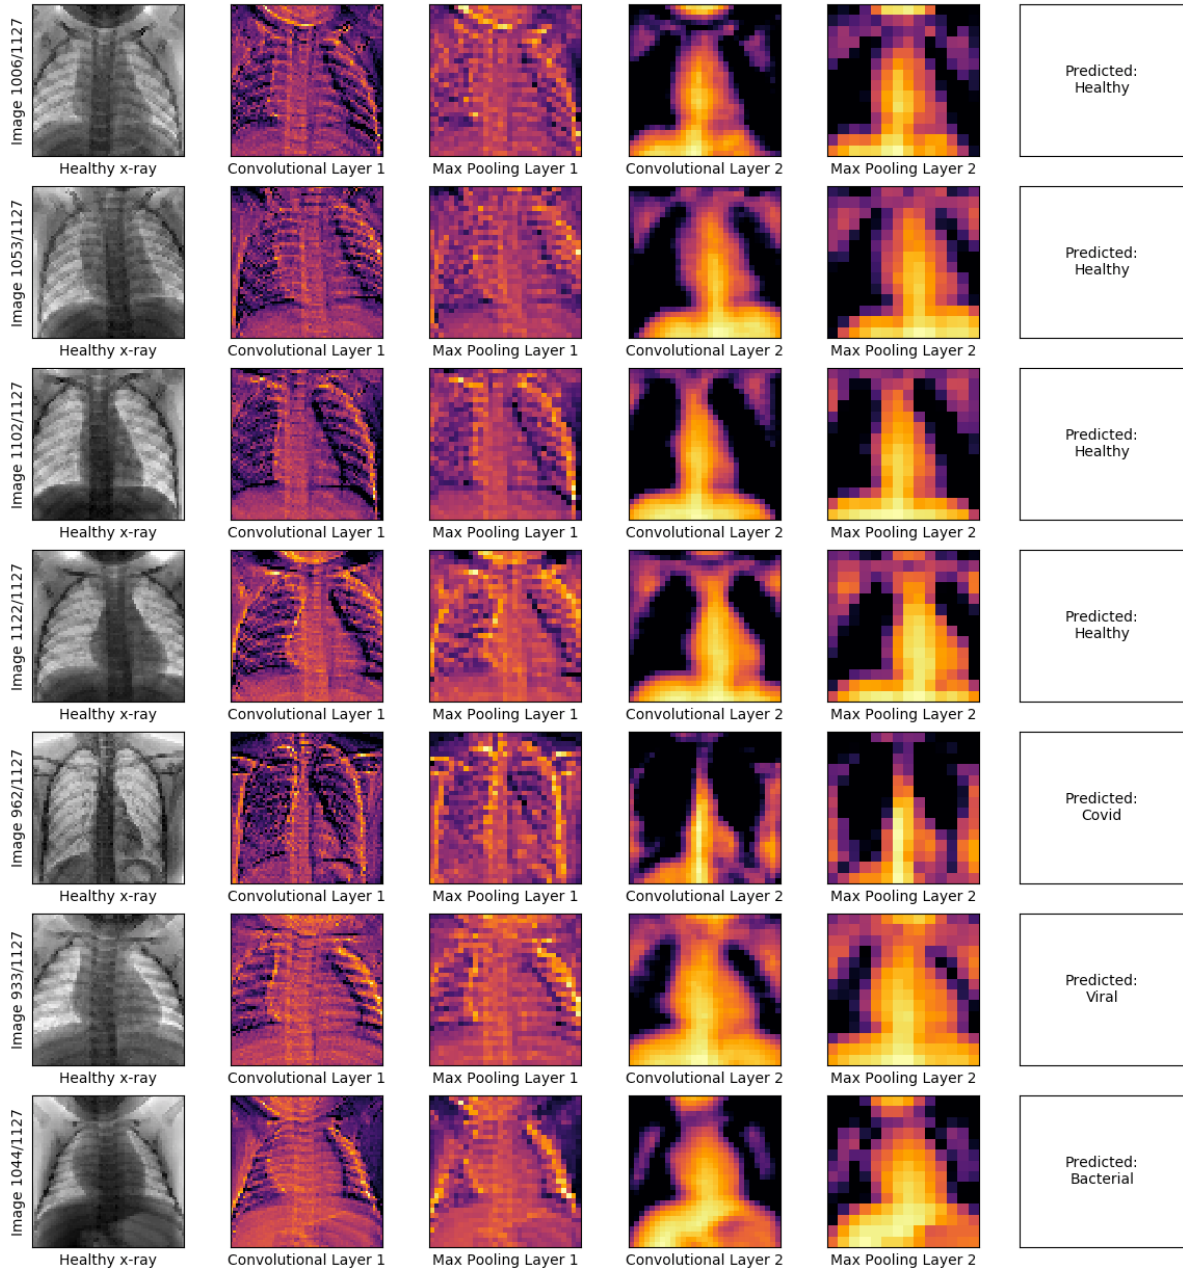 Image 1006/1127
Predicted:
Healthy
Healthy x-ray
Convolutional Layer 1
Max Pooling Layer 1
Convolutional Layer 2
Max Pooling Layer 2
Image 1053/1127
Predicted:
Healthy
Healthy x-ray
Convolutional Layer 1
Max Pooling Layer 1
Convolutional Layer 2
Max Pooling Layer 2
Image 1102/1127
Predicted:
Healthy
Healthy x-ray
Convolutional Layer 1
Max Pooling Layer 1
Convolutional Layer 2
Max Pooling Layer 2
Image 1122/1127
Predicted:
Healthy
Healthy x-ray
Convolutional Layer 1
Max Pooling Layer 1
Convolutional Layer 2
Max Pooling Layer 2
Image 962/1127
Predicted:
Covid
Healthy x-ray
Convolutional Layer 1
Max Pooling Layer 1
Convolutional Layer 2
Max Pooling Layer 2
Image 933/1127
Predicted:
Viral
Healthy x-ray
Convolutional Layer 1
Max Pooling Layer 1
Convolutional Layer 2
Max Pooling Layer 2
Image 1044/1127
Predicted:
Bacterial
Healthy x-ray
Convolutional Layer 1
Max Pooling Layer 1
Convolutional Layer 2
Max Pooling Layer 2